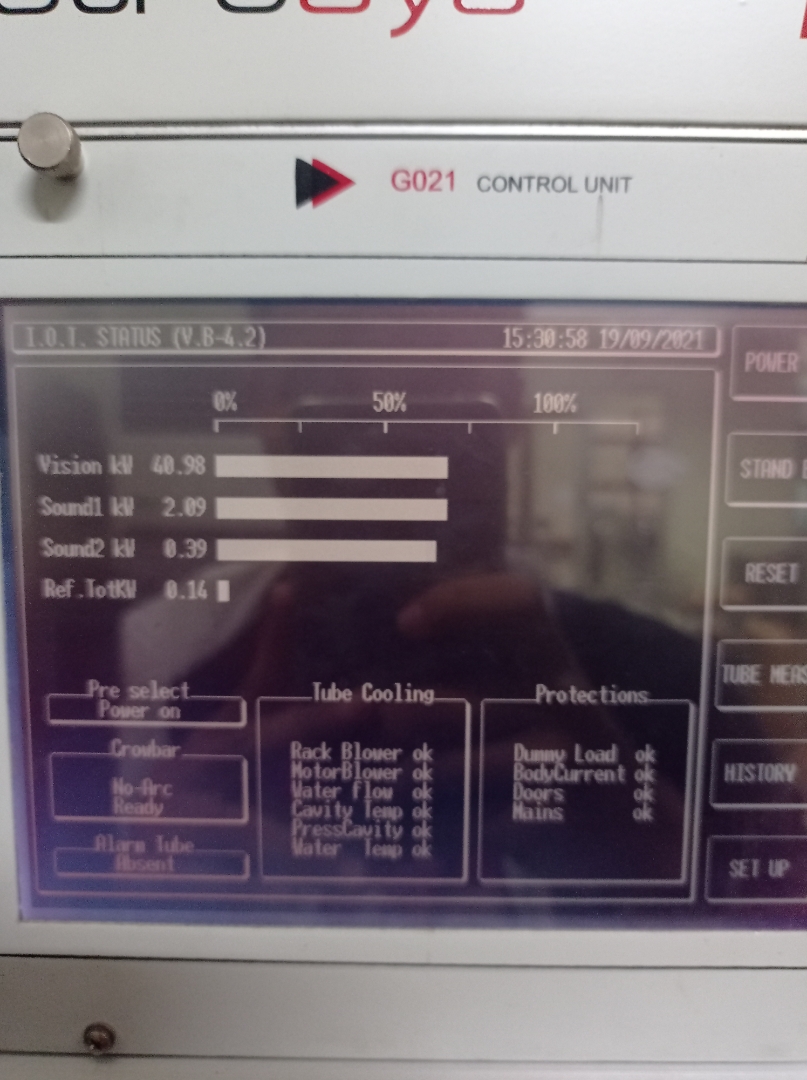 G021 CONTROL UNIT
I.O.T. STATUS (V.B-4.2) 15:30:58 19/09/2021
POWER
0% 50% 100%
Vision kW 40.98
STAND
Sound1 kW 2.09
Sound2 kW 0.39
RESET
Ref.TotKW 0.14
TUBE MEAS
Pre select
Power on
Tube Cooling
Protections
Crowbar
No-Arc
Ready
Rack Blower ok
MotorBlower ok
Water flow ok
Cavity Temp ok
PressCavity ok
Water Temp ok
Dummy Load ok
BodyCurrent ok
Doors ok
Mains ok
HISTORY
Alarm Tube
Absent
SET UP